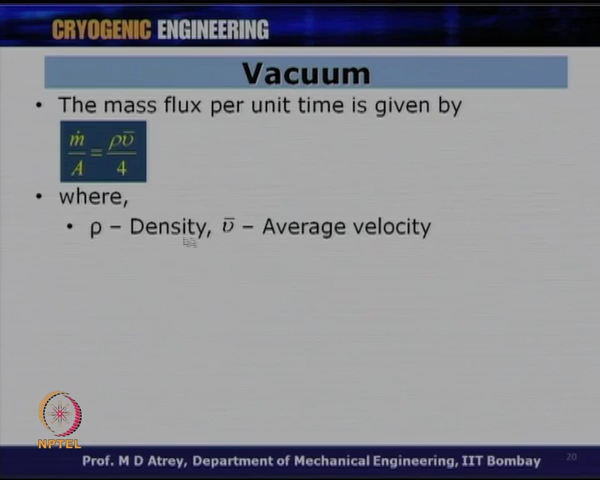 CRYOGENIC ENGINEERING
Vacuum
• The mass flux per unit time is given by
ṁ/A = ρῡ/4
• where,
• ρ – Density, ῡ – Average velocity
NPTEL
Prof. M D Atrey, Department of Mechanical Engineering, IIT Bombay
20